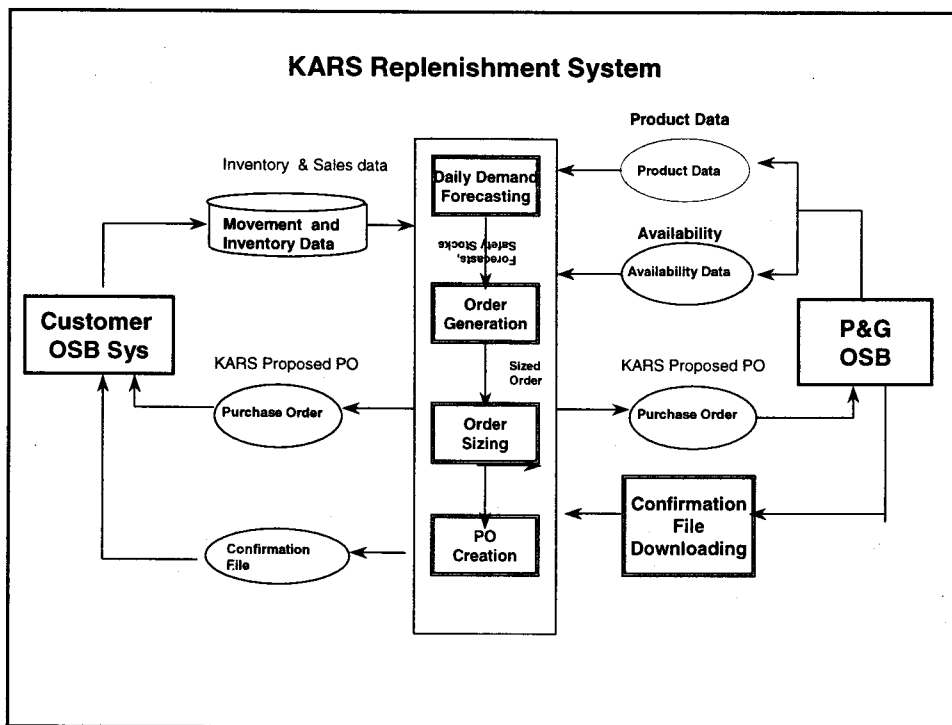 KARS Replenishment System
Product Data
Inventory & Sales data
Daily Demand
Forecasting
Product Data
Movement and
Inventory Data
Forecasts,
Safety Stocks
Availability
Availability Data
Customer
OSB Sys
Order
Generation
P&G
OSB
KARS Proposed PO
Sized
Order
KARS Proposed PO
Purchase Order
Order
Sizing
Purchase Order
Confirmation
File
Downloading
PO
Creation
Confirmation
File